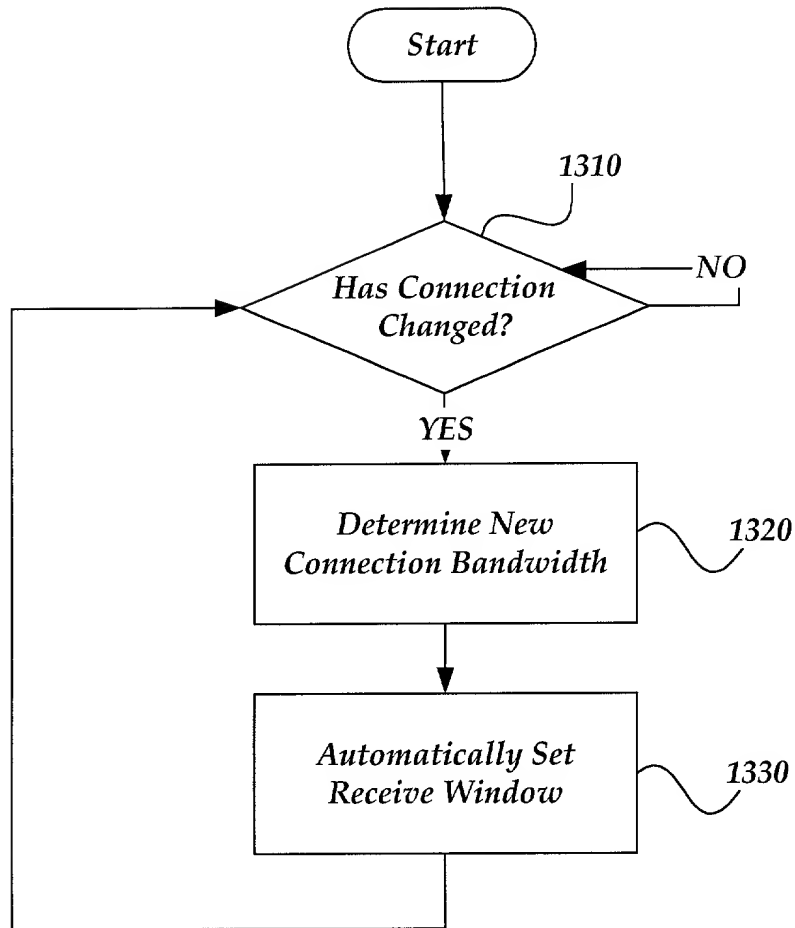 Start
1310
Has Connection
Changed?
NO
YES
Determine New
Connection Bandwidth
1320
Automatically Set
Receive Window
1330